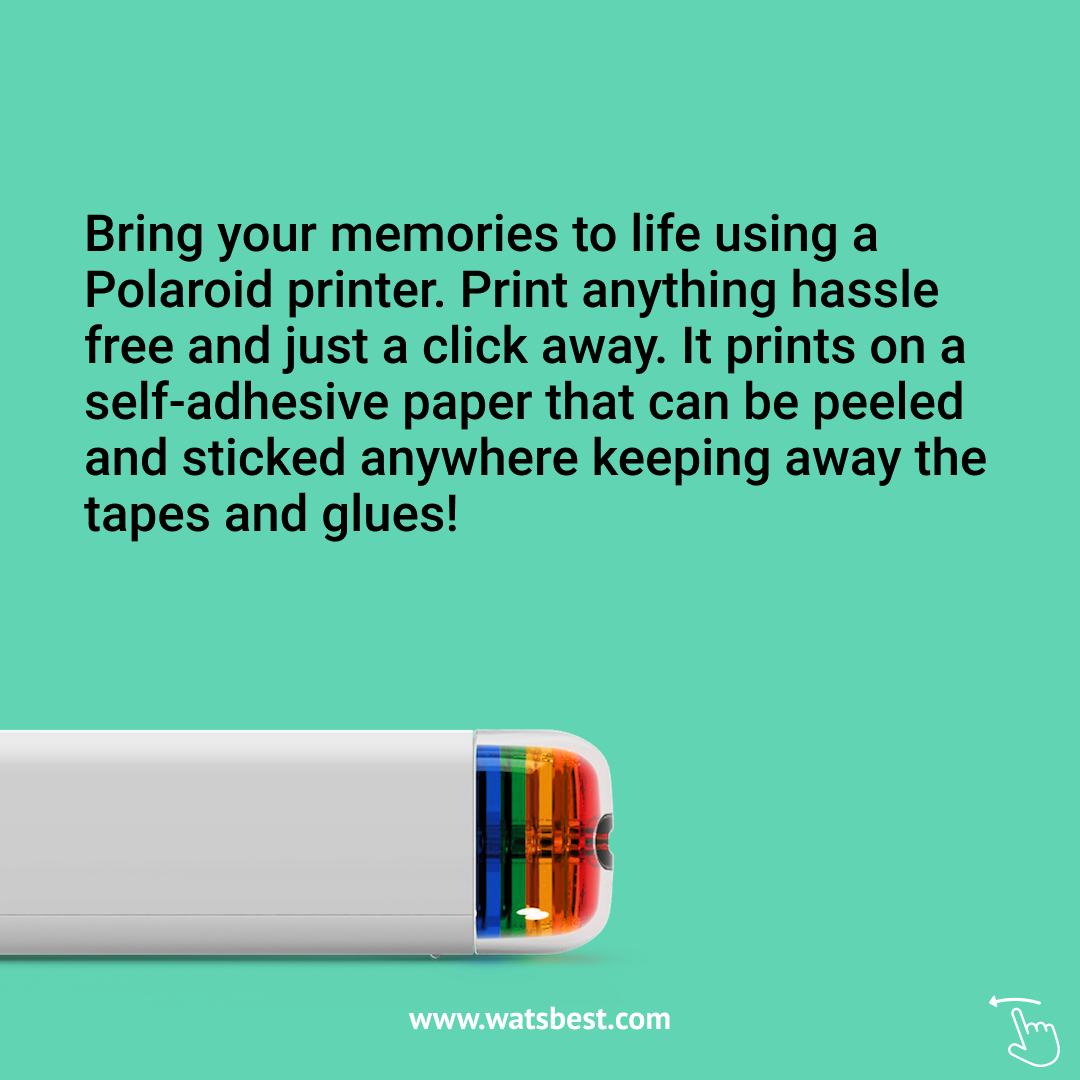 Bring your memories to life using a
Polaroid printer. Print anything hassle
free and just a click away. It prints on a
self-adhesive paper that can be peeled
and sticked anywhere keeping away the
tapes and glues!
www.watsbest.com